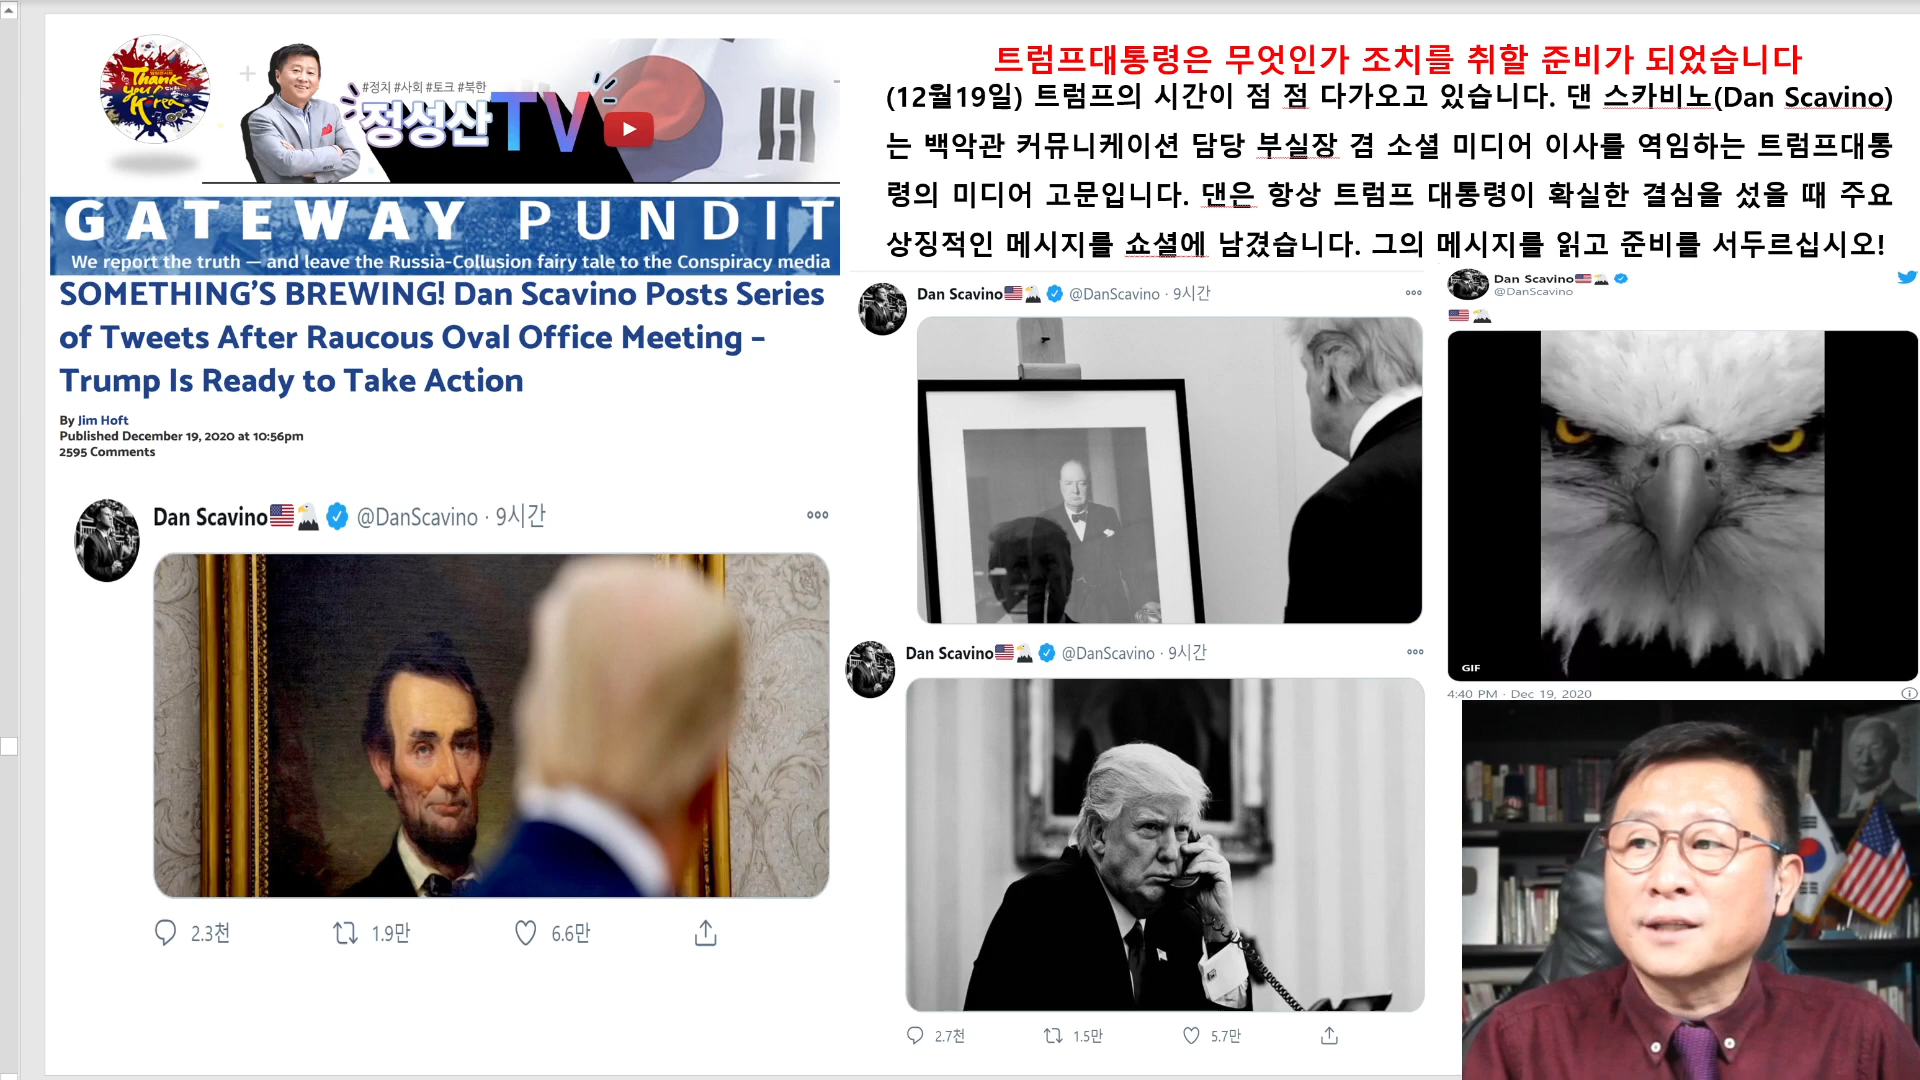 Thank you Korea
#정치 #사회 #토크 #북한
정성산TV
GATEWAY PUNDIT
We report the truth — and leave the Russia-Collusion fairy tale to the Conspiracy media
SOMETHING'S BREWING! Dan Scavino Posts Series
of Tweets After Raucous Oval Office Meeting –
Trump Is Ready to Take Action
By Jim Hoft
Published December 19, 2020 at 10:56pm
2595 Comments
Dan Scavino @DanScavino · 9시간
2.3천 1.9만 6.6만
트럼프대통령은 무엇인가 조치를 취할 준비가 되었습니다
(12월19일) 트럼프의 시간이 점 점 다가오고 있습니다. 댄 스카비노(Dan Scavino)
는 백악관 커뮤니케이션 담당 부실장 겸 소셜 미디어 이사를 역임하는 트럼프대통
령의 미디어 고문입니다. 댄은 항상 트럼프 대통령이 확실한 결심을 섰을 때 주요
상징적인 메시지를 쇼셜에 남겼습니다. 그의 메시지를 읽고 준비를 서두르십시오!
Dan Scavino @DanScavino · 9시간
Dan Scavino @DanScavino · 9시간
2.7천 1.5만 5.7만
Dan Scavino
@DanScavino
GIF
4:40 PM · Dec 19, 2020